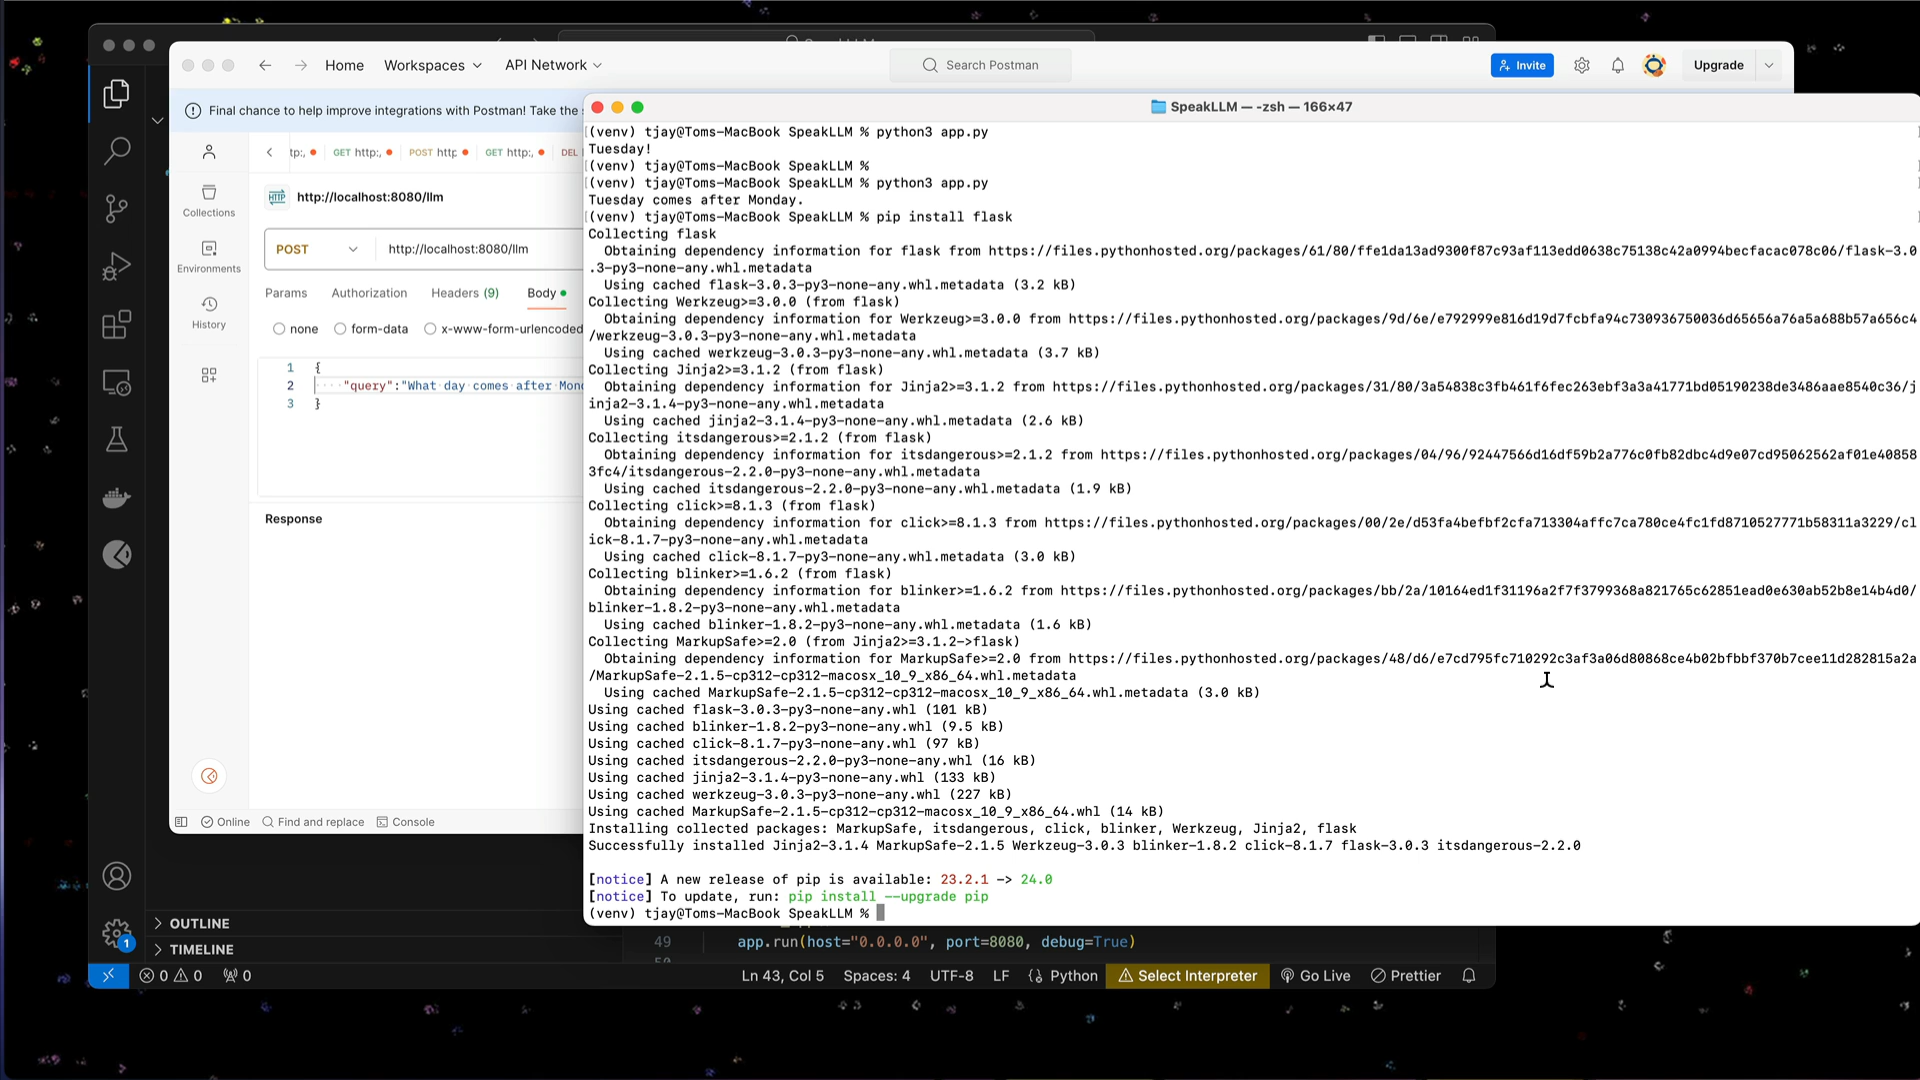 Home
Workspaces
API Network
Search Postman
Invite
Upgrade
Final chance to help improve integrations with Postman! Take the
GET http:,
POST http
GET http:,
DEL
http://localhost:8080/llm
POST
http://localhost:8080/llm
Params
Authorization
Headers (9)
Body
none
form-data
x-www-form-urlencoded
1 {
2 "query":"What day comes after Mond
3 }
Response
Collections
Environments
History
Online
Find and replace
Console
SpeakLLM — -zsh — 166×47
(venv) tjay@Toms-MacBook SpeakLLM % python3 app.py
Tuesday!
(venv) tjay@Toms-MacBook SpeakLLM %
(venv) tjay@Toms-MacBook SpeakLLM % python3 app.py
Tuesday comes after Monday.
(venv) tjay@Toms-MacBook SpeakLLM % pip install flask
Collecting flask
Obtaining dependency information for flask from https://files.pythonhosted.org/packages/61/80/ffe1da13ad9300f87c93af113edd0638c75138c42a0994becfacac078c06/flask-3.0
.3-py3-none-any.whl.metadata
Using cached flask-3.0.3-py3-none-any.whl.metadata (3.2 kB)
Collecting Werkzeug>=3.0.0 (from flask)
Obtaining dependency information for Werkzeug>=3.0.0 from https://files.pythonhosted.org/packages/9d/6e/e792999e816d19d7fcbfa94c730936750036d65656a76a5a688b57a656c4
/werkzeug-3.0.3-py3-none-any.whl.metadata
Using cached werkzeug-3.0.3-py3-none-any.whl.metadata (3.7 kB)
Collecting Jinja2>=3.1.2 (from flask)
Obtaining dependency information for Jinja2>=3.1.2 from https://files.pythonhosted.org/packages/31/80/3a54838c3fb461f6fec263ebf3a3a41771bd05190238de3486aae8540c36/j
inja2-3.1.4-py3-none-any.whl.metadata
Using cached jinja2-3.1.4-py3-none-any.whl.metadata (2.6 kB)
Collecting itsdangerous>=2.1.2 (from flask)
Obtaining dependency information for itsdangerous>=2.1.2 from https://files.pythonhosted.org/packages/04/96/92447566d16df59b2a776c0fb82dbc4d9e07cd95062562af01e40858
3fc4/itsdangerous-2.2.0-py3-none-any.whl.metadata
Using cached itsdangerous-2.2.0-py3-none-any.whl.metadata (1.9 kB)
Collecting click>=8.1.3 (from flask)
Obtaining dependency information for click>=8.1.3 from https://files.pythonhosted.org/packages/00/2e/d53fa4befbf2cfa713304affc7ca780ce4fc1fd8710527771b58311a3229/cl
ick-8.1.7-py3-none-any.whl.metadata
Using cached click-8.1.7-py3-none-any.whl.metadata (3.0 kB)
Collecting blinker>=1.6.2 (from flask)
Obtaining dependency information for blinker>=1.6.2 from https://files.pythonhosted.org/packages/bb/2a/10164ed1f31196a2f7f3799368a821765c62851ead0e630ab52b8e14b4d0/
blinker-1.8.2-py3-none-any.whl.metadata
Using cached blinker-1.8.2-py3-none-any.whl.metadata (1.6 kB)
Collecting MarkupSafe>=2.0 (from Jinja2>=3.1.2->flask)
Obtaining dependency information for MarkupSafe>=2.0 from https://files.pythonhosted.org/packages/48/d6/e7cd795fc710292c3af3a06d80868ce4b02bfbbf370b7cee11d282815a2a
/MarkupSafe-2.1.5-cp312-cp312-macosx_10_9_x86_64.whl.metadata
Using cached MarkupSafe-2.1.5-cp312-cp312-macosx_10_9_x86_64.whl.metadata (3.0 kB)
Using cached flask-3.0.3-py3-none-any.whl (101 kB)
Using cached blinker-1.8.2-py3-none-any.whl (9.5 kB)
Using cached click-8.1.7-py3-none-any.whl (97 kB)
Using cached itsdangerous-2.2.0-py3-none-any.whl (16 kB)
Using cached jinja2-3.1.4-py3-none-any.whl (133 kB)
Using cached werkzeug-3.0.3-py3-none-any.whl (227 kB)
Using cached MarkupSafe-2.1.5-cp312-cp312-macosx_10_9_x86_64.whl (14 kB)
Installing collected packages: MarkupSafe, itsdangerous, click, blinker, Werkzeug, Jinja2, flask
Successfully installed Jinja2-3.1.4 MarkupSafe-2.1.5 Werkzeug-3.0.3 blinker-1.8.2 click-8.1.7 flask-3.0.3 itsdangerous-2.2.0
[notice] A new release of pip is available: 23.2.1 -> 24.0
[notice] To update, run: pip install --upgrade pip
(venv) tjay@Toms-MacBook SpeakLLM %
OUTLINE
TIMELINE
49 app.run(host="0.0.0.0", port=8080, debug=True)
1
0 0 0
Ln 43, Col 5
Spaces: 4
UTF-8
LF
Python
Select Interpreter
Go Live
Prettier